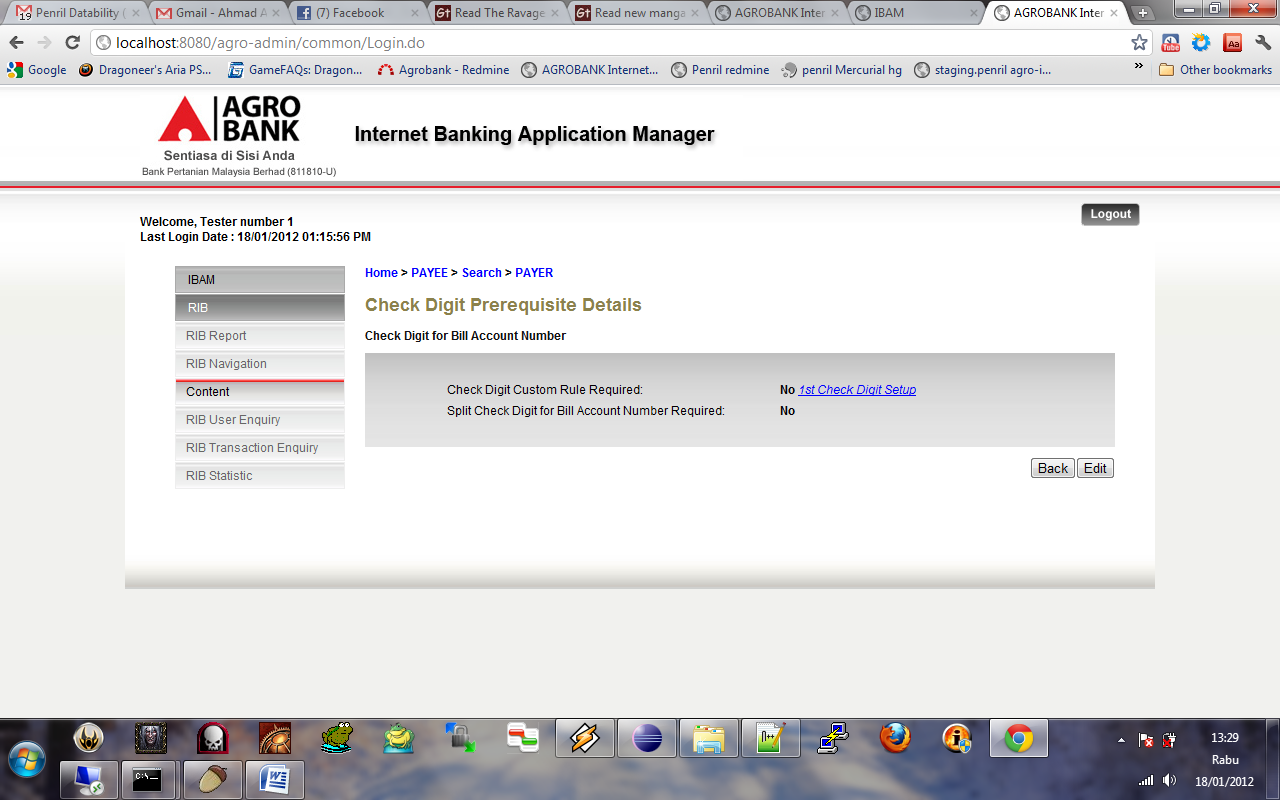 Penril Datability (
Gmail - Ahmad A
(7) Facebook
Read The Ravage
Read new manga
AGROBANK Inter
IBAM
AGROBANK Inter
19
localhost:8080/agro-admin/common/Login.do
Google
Dragoneer's Aria PS...
GameFAQs: Dragon...
Agrobank - Redmine
AGROBANK Internet...
Penril redmine
penril Mercurial hg
staging.penril agro-i...
»
Other bookmarks
AGRO
BANK
Sentiasa di Sisi Anda
Bank Pertanian Malaysia Berhad (811810-U)
Internet Banking Application Manager
Logout
Welcome, Tester number 1
Last Login Date : 18/01/2012 01:15:56 PM
IBAM
RIB
RIB Report
RIB Navigation
Content
RIB User Enquiry
RIB Transaction Enquiry
RIB Statistic
Home > PAYEE > Search > PAYER
Check Digit Prerequisite Details
Check Digit for Bill Account Number
Check Digit Custom Rule Required: No 1st Check Digit Setup
Split Check Digit for Bill Account Number Required: No
Back Edit
13:29
Rabu
18/01/2012